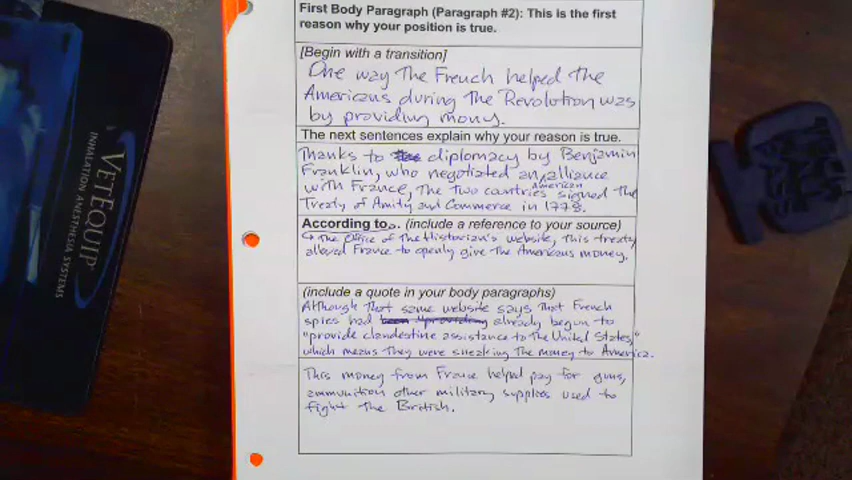 First Body Paragraph (Paragraph #2): This is the first
reason why your position is true.
[Begin with a transition]
One way The French helped the
Americans during The Revolution was
by providing mony.
The next sentences explain why your reason is true.
Thanks to diplomacy by Benjamin
Franklin, who negotiated an American alliance
with France, The two countries signed The
Treaty of Amity and Commerce in 1778.
According to.. (include a reference to your source)
The Office of The Historian's website, This treaty
allowed France to openly give The Americans money.
(include a quote in your body paragraphs)
Although That same website says That French
spies had been "providing already begun to
"provide clandestine assistance to The United States,"
which means They were sneaking The money to America.
This money from France helped pay for guns,
ammunition other military supplies used to
fight The British.
VETEQUIP
INHALATION ANESTHESIA SYSTEMS